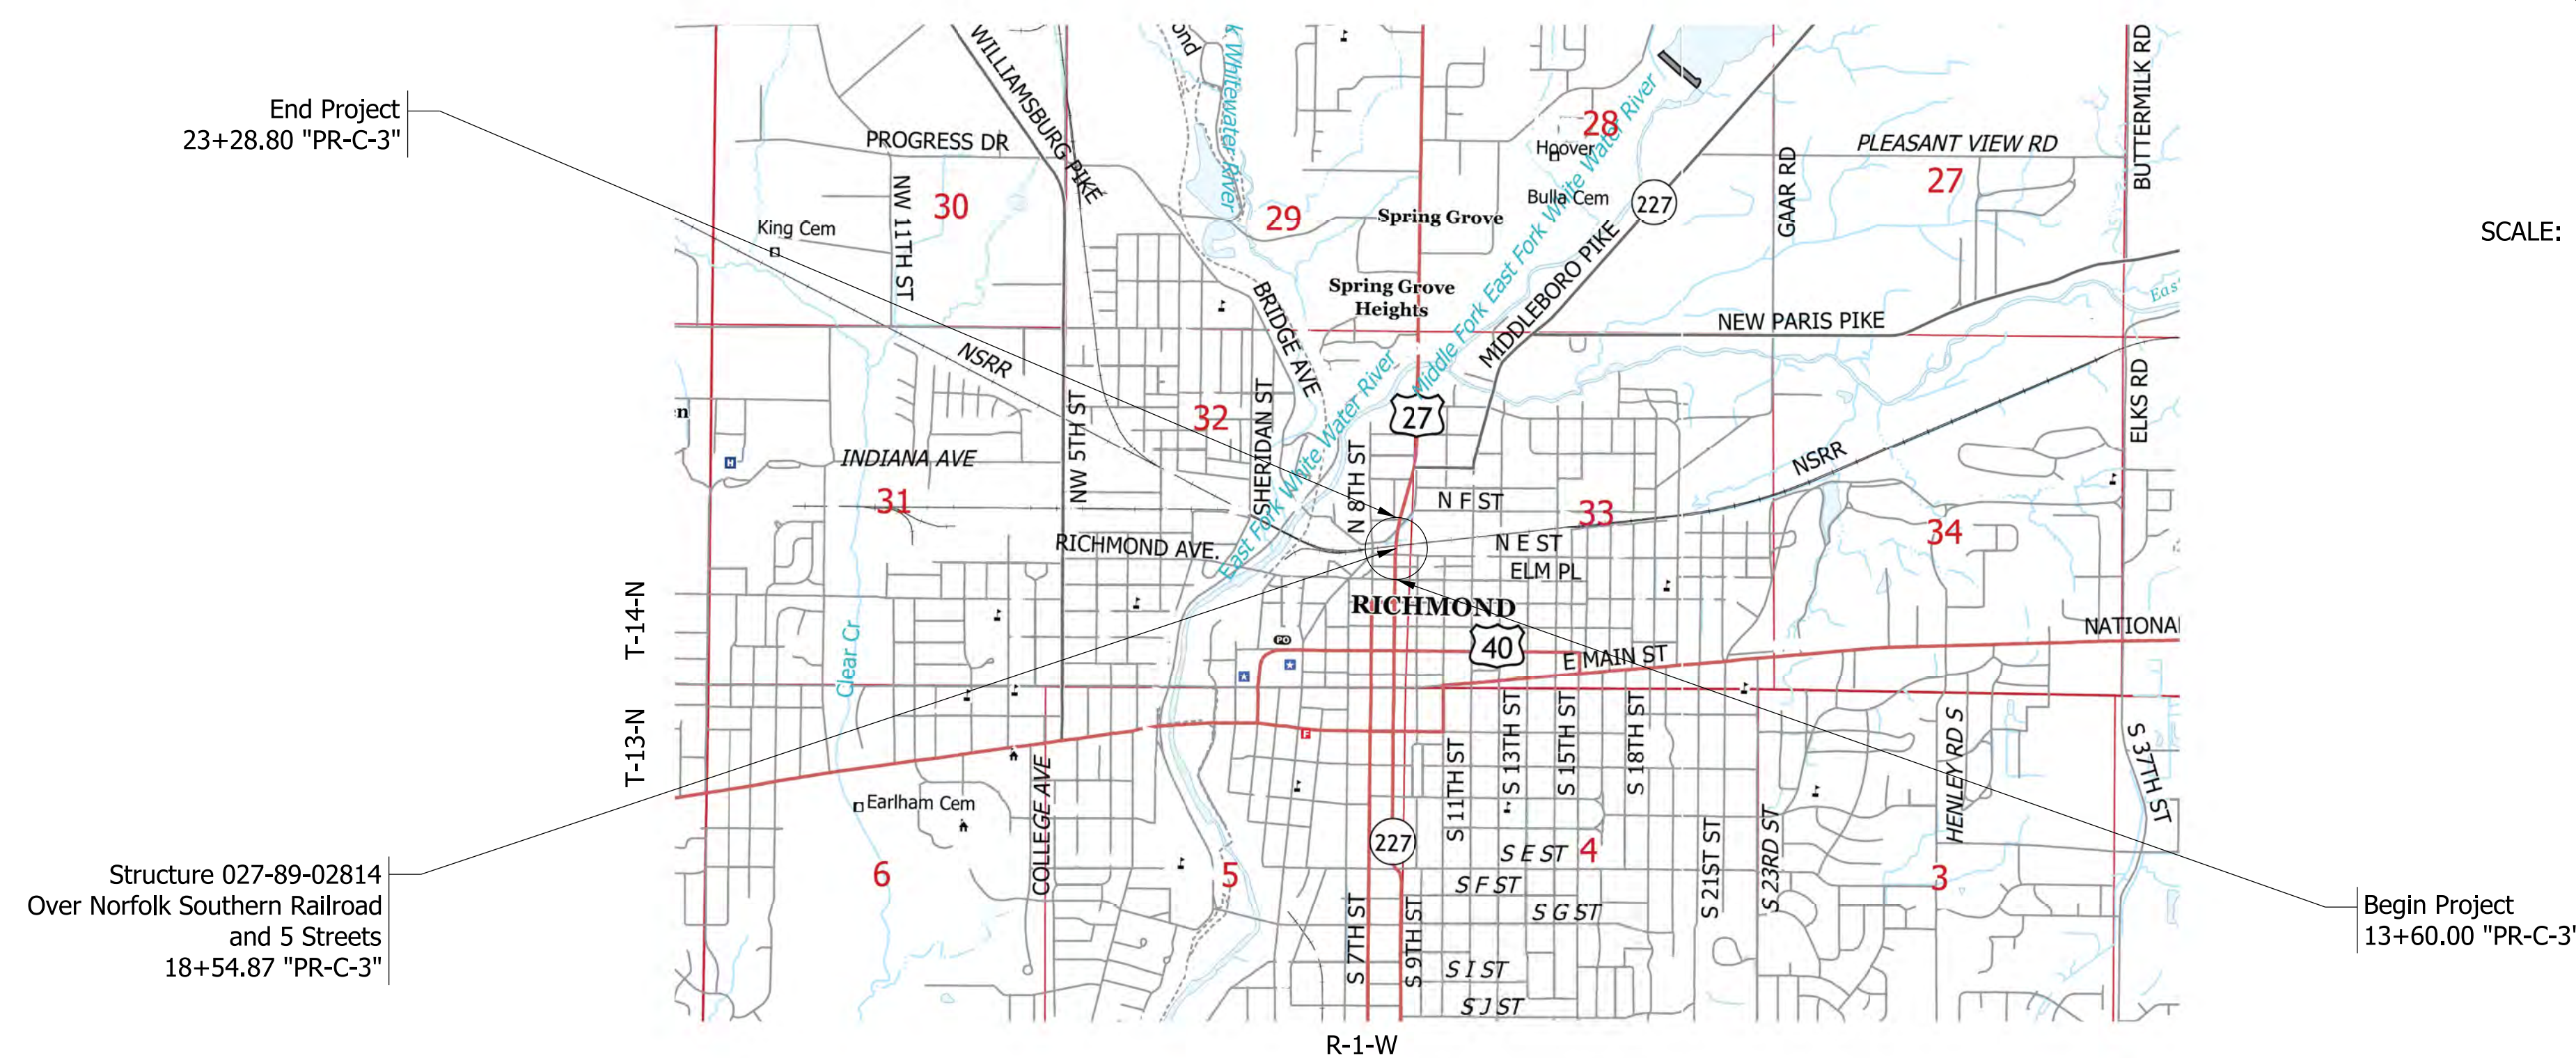 End Project
23+28.80 "PR-C-3"
Structure 027-89-02814
Over Norfolk Southern Railroad
and 5 Streets
18+54.87 "PR-C-3"
Begin Project
13+60.00 "PR-C-3"
SCALE:
T-14-N
T-13-N
R-1-W
WILLIAMSBURG PIKE
ond
k Whitewater River
PROGRESS DR
NW 11TH ST
30
King Cem
29
28
Hoover
Bulla Cem
Spring Grove
227
GAAR RD
PLEASANT VIEW RD
27
BUTTERMILK RD
Spring Grove
Heights
Middle Fork East Fork White Water River
MIDDLEBORO PIKE
NEW PARIS PIKE
Eas
NSRR
BRIDGE AVE
NW 5TH ST
32
SHERIDAN ST
East Fork White Water River
27
N 8TH ST
N F ST
33
NSRR
ELKS RD
n
H
INDIANA AVE
31
RICHMOND AVE.
N E ST
ELM PL
34
RICHMOND
40
E MAIN ST
NATIONA
Clear Cr
PO
A
F
Earlham Cem
COLLEGE AVE
6
5
227
S 7TH ST
S 9TH ST
S 11TH ST
S 13TH ST
S 15TH ST
S 18TH ST
S 21ST ST
S 23RD ST
HENLEY RD S
S 37TH ST
S E ST
4
3
S F ST
S G ST
S I ST
S J ST